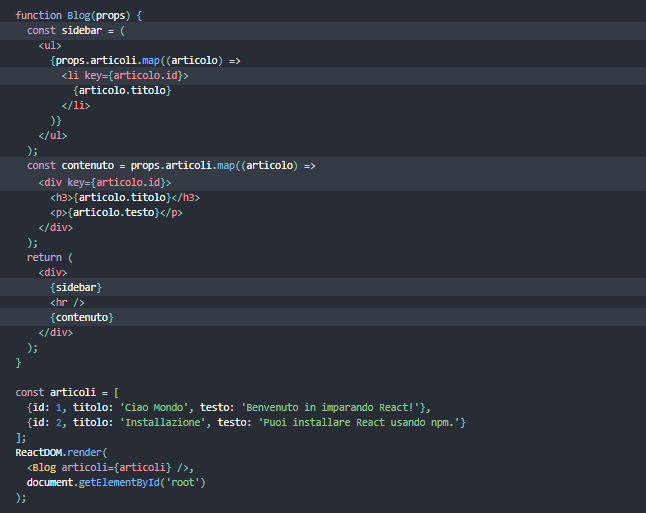 function Blog(props) {
  const sidebar = (
    <ul>
      {props.articoli.map((articolo) =>
        <li key={articolo.id}>
          {articolo.titolo}
        </li>
      )}
    </ul>
  );
  const contenuto = props.articoli.map((articolo) =>
    <div key={articolo.id}>
      <h3>{articolo.titolo}</h3>
      <p>{articolo.testo}</p>
    </div>
  );
  return (
    <div>
      {sidebar}
      <hr />
      {contenuto}
    </div>
  );
}

const articoli = [
  {id: 1, titolo: 'Ciao Mondo', testo: 'Benvenuto in imparando React!'},
  {id: 2, titolo: 'Installazione', testo: 'Puoi installare React usando npm.'}
];
ReactDOM.render(
  <Blog articoli={articoli} />,
  document.getElementById('root')
);